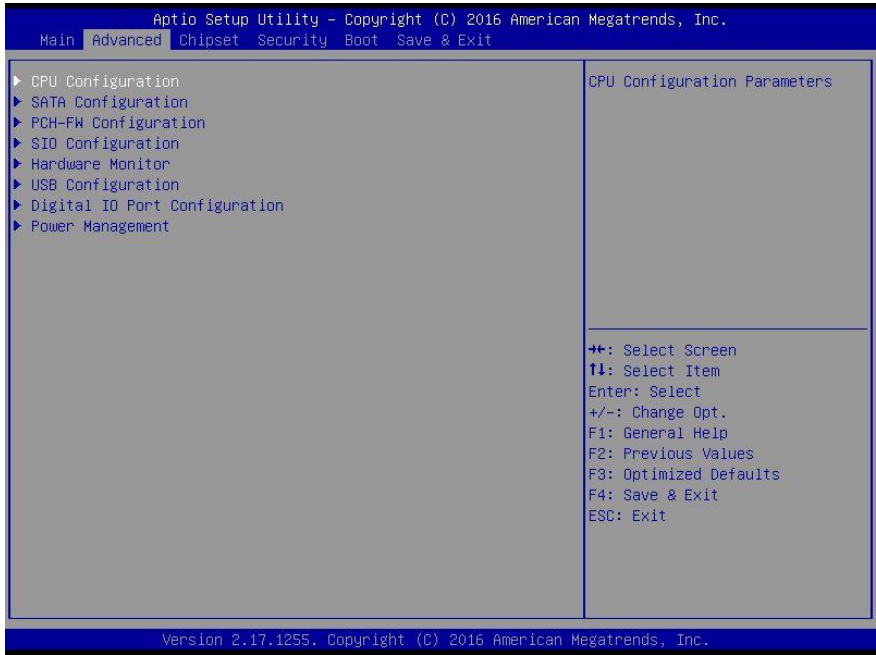 Aptio Setup Utility – Copyright (C) 2016 American Megatrends, Inc.
Main Advanced Chipset Security Boot Save & Exit
▶ CPU Configuration
▶ SATA Configuration
▶ PCH-FW Configuration
▶ SIO Configuration
▶ Hardware Monitor
▶ USB Configuration
▶ Digital IO Port Configuration
▶ Power Management
CPU Configuration Parameters
→←: Select Screen
↑↓: Select Item
Enter: Select
+/-: Change Opt.
F1: General Help
F2: Previous Values
F3: Optimized Defaults
F4: Save & Exit
ESC: Exit
Version 2.17.1255. Copyright (C) 2016 American Megatrends, Inc.